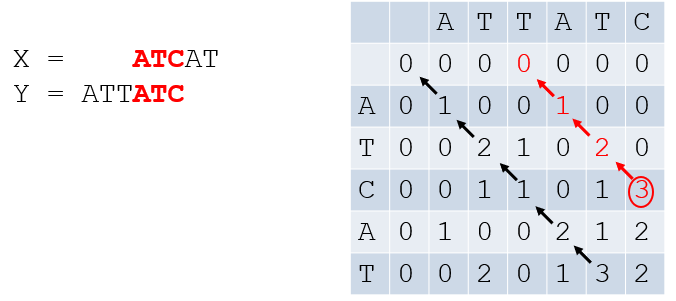 X = ATCAT
Y = ATTATC
A T T A T C
0 0 0 0 0 0 0
A 0 1 0 0 1 0 0
T 0 0 2 1 0 2 0
C 0 0 1 1 0 1 3
A 0 1 0 0 2 1 2
T 0 0 2 0 1 3 2